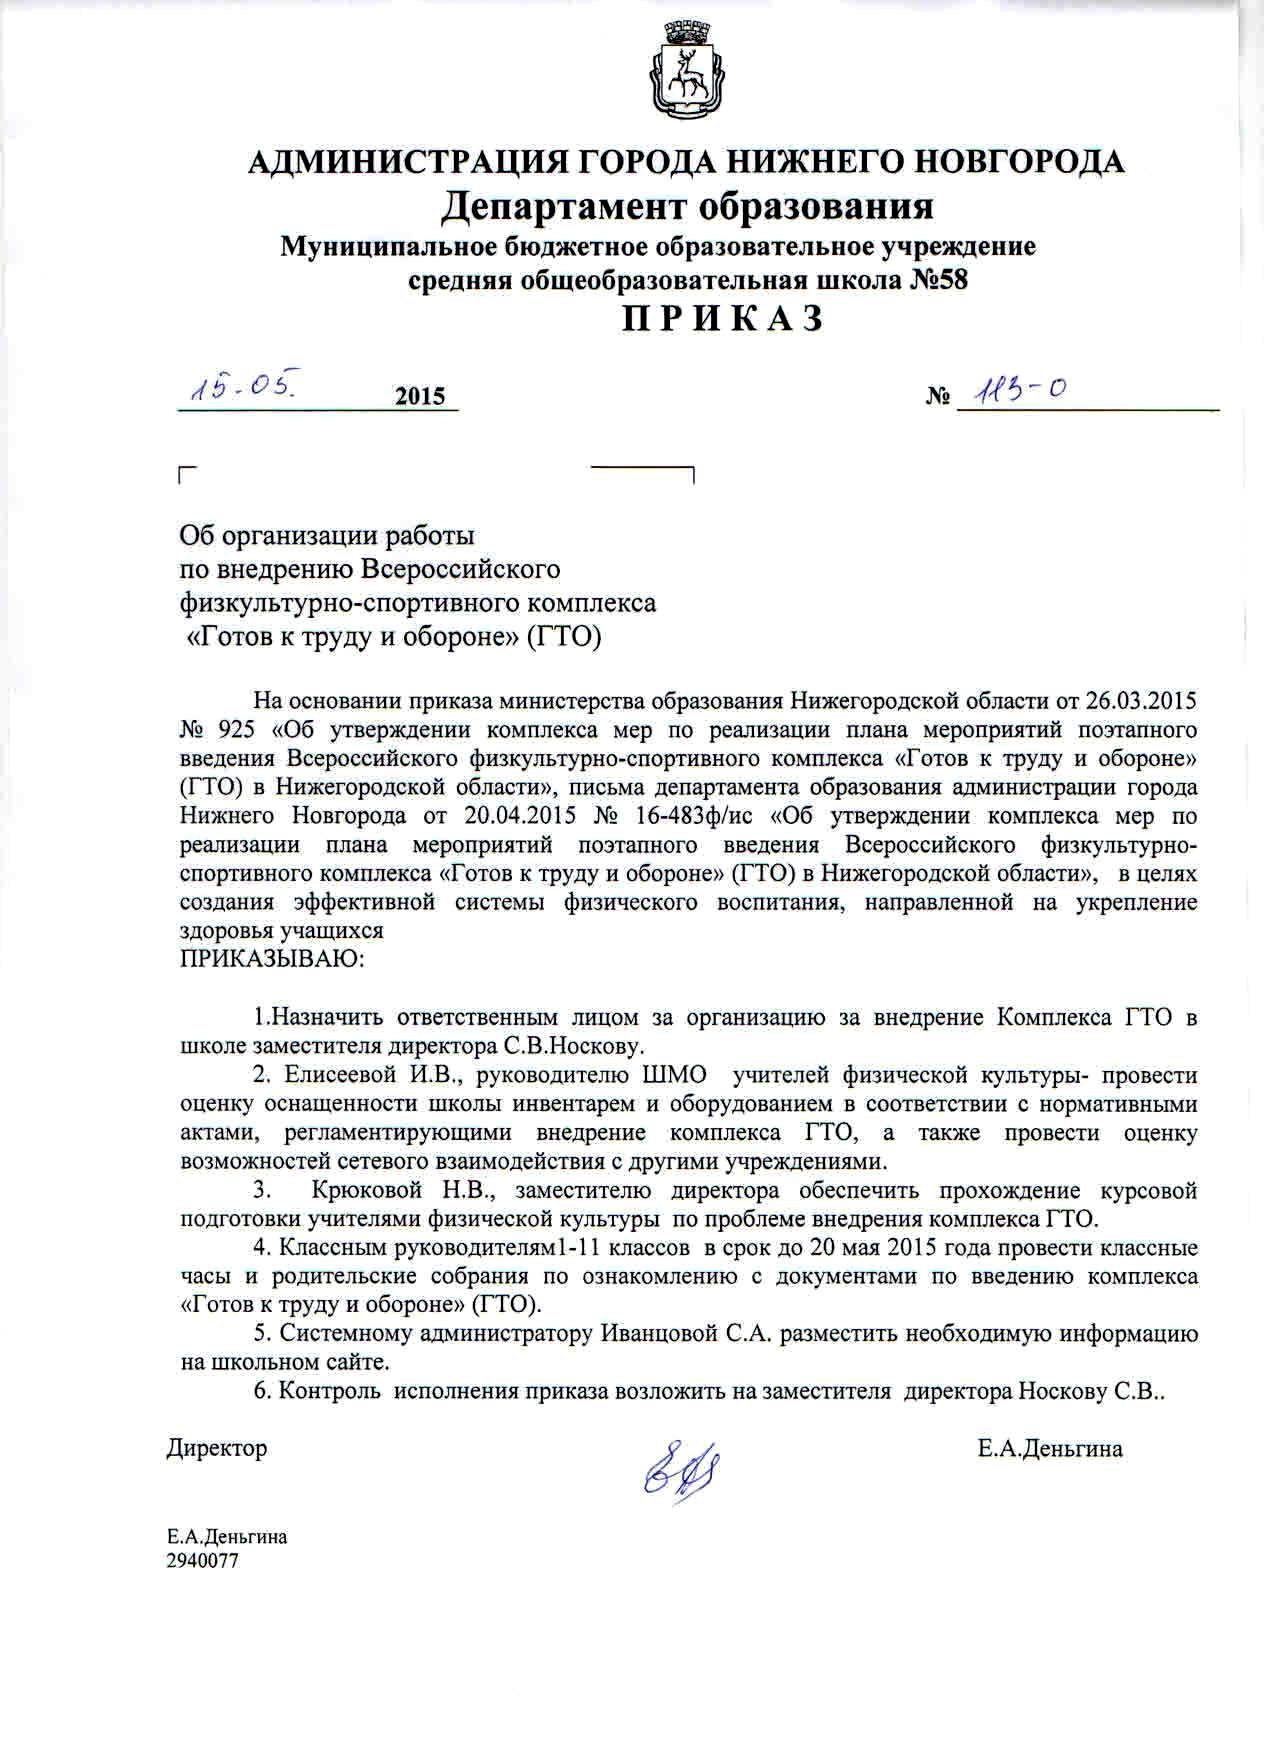 АДМИНИСТРАЦИЯ ГОРОДА НИЖНЕГО НОВГОРОДА
Департамент образования
Муниципальное бюджетное образовательное учреждение
средняя общеобразовательная школа №58
П Р И К А З
15-05. 2015 № 113-О
Об организации работы
по внедрению Всероссийского
физкультурно-спортивного комплекса
«Готов к труду и обороне» (ГТО)
На основании приказа министерства образования Нижегородской области от 26.03.2015
№ 925 «Об утверждении комплекса мер по реализации плана мероприятий поэтапного
введения Всероссийского физкультурно-спортивного комплекса «Готов к труду и обороне»
(ГТО) в Нижегородской области», письма департамента образования администрации города
Нижнего Новгорода от 20.04.2015 № 16-483ф/ис «Об утверждении комплекса мер по
реализации плана мероприятий поэтапного введения Всероссийского физкультурно-
спортивного комплекса «Готов к труду и обороне» (ГТО) в Нижегородской области», в целях
создания эффективной системы физического воспитания, направленной на укрепление
здоровья учащихся
ПРИКАЗЫВАЮ:
1.Назначить ответственным лицом за организацию за внедрение Комплекса ГТО в
школе заместителя директора С.В.Носкову.
2. Елисеевой И.В., руководителю ШМО учителей физической культуры- провести
оценку оснащенности школы инвентарем и оборудованием в соответствии с нормативными
актами, регламентирующими внедрение комплекса ГТО, а также провести оценку
возможностей сетевого взаимодействия с другими учреждениями.
3. Крюковой Н.В., заместителю директора обеспечить прохождение курсовой
подготовки учителями физической культуры по проблеме внедрения комплекса ГТО.
4. Классным руководителям1-11 классов в срок до 20 мая 2015 года провести классные
часы и родительские собрания по ознакомлению с документами по введению комплекса
«Готов к труду и обороне» (ГТО).
5. Системному администратору Иванцовой С.А. разместить необходимую информацию
на школьном сайте.
6. Контроль исполнения приказа возложить на заместителя директора Носкову С.В..
Директор Е.А.Деньгина
Е.А.Деньгина
2940077